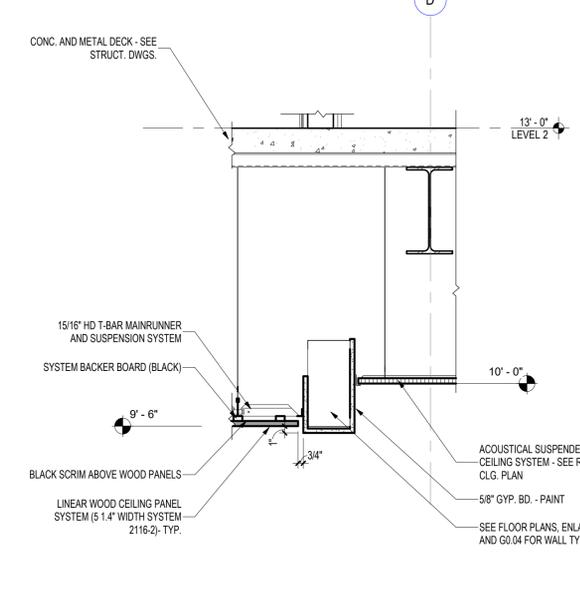 D
CONC. AND METAL DECK - SEE
STRUCT. DWGS.
13' - 0"
LEVEL 2
15/16" HD T-BAR MAINRUNNER
AND SUSPENSION SYSTEM
SYSTEM BACKER BOARD (BLACK)
10' - 0"
9' - 6"
1"
3/4"
BLACK SCRIM ABOVE WOOD PANELS
LINEAR WOOD CEILING PANEL
SYSTEM (5 1.4" WIDTH SYSTEM
2116-2)- TYP.
ACOUSTICAL SUSPENDE
CEILING SYSTEM - SEE R
CLG. PLAN
5/8" GYP. BD. - PAINT
SEE FLOOR PLANS, ENLA
AND G0.04 FOR WALL TY